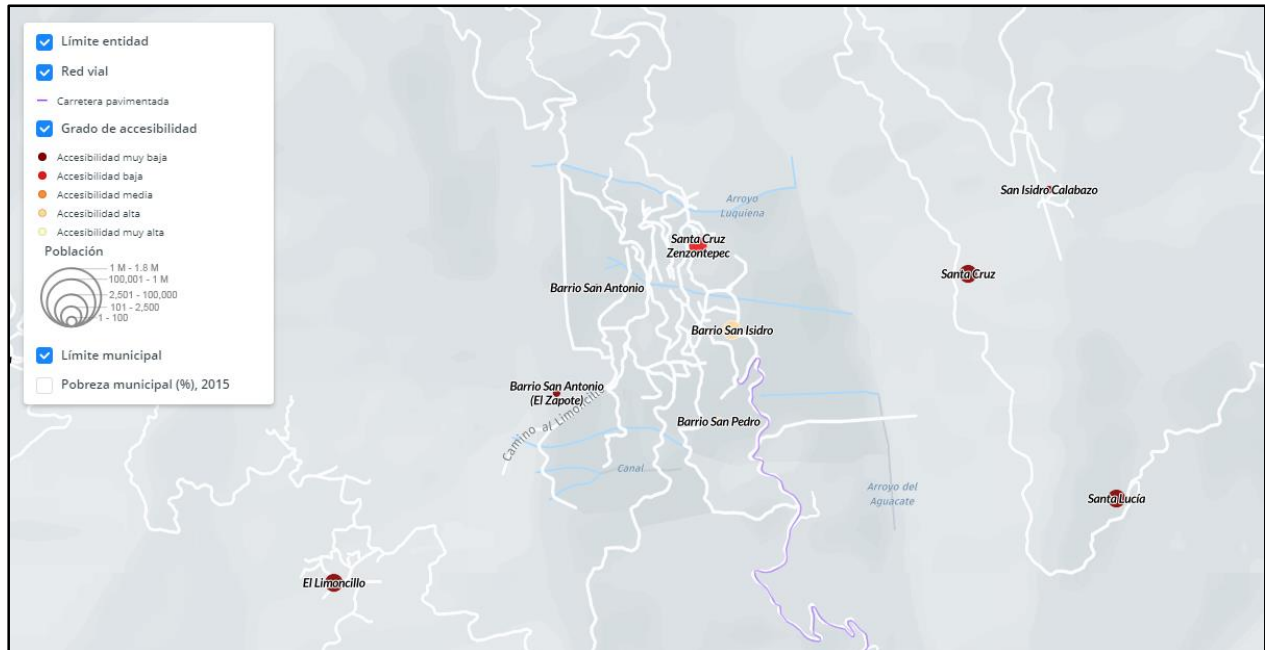 Límite entidad
Red vial
Carretera pavimentada
Grado de accesibilidad
Accesibilidad muy baja
Accesibilidad baja
Accesibilidad media
Accesibilidad alta
Accesibilidad muy alta
Población
1 M - 1.8 M
100,001 - 1 M
2,501 - 100,000
101 - 2,500
1 - 100
Límite municipal
Pobreza municipal (%), 2015
San Isidro Calabazo
Arroyo
Luquiena
Santa Cruz
Zenzontepec
Santa Cruz
Barrio San Antonio
Barrio San Isidro
Barrio San Antonio
(El Zapote)
Camino al Limoncillo
Barrio San Pedro
Canal
Arroyo del
Aguacate
Santa Lucía
El Limoncillo